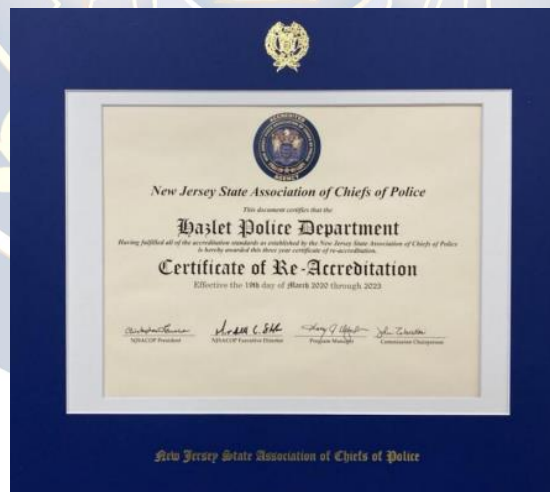 ACCREDITED
AGENCY
New Jersey State Association of Chiefs of Police
This document certifies that the
Hazlet Police Department
Having fulfilled all of the accreditation standards as established by the New Jersey State Association of Chiefs of Police
is hereby awarded this three year certificate of re-accreditation.
Certificate of Re-Accreditation
Effective the 19th day of March 2020 through 2023
NJSACOP President NJSACOP Executive Director Program Manager Commission Chairperson
New Jersey State Association of Chiefs of Police